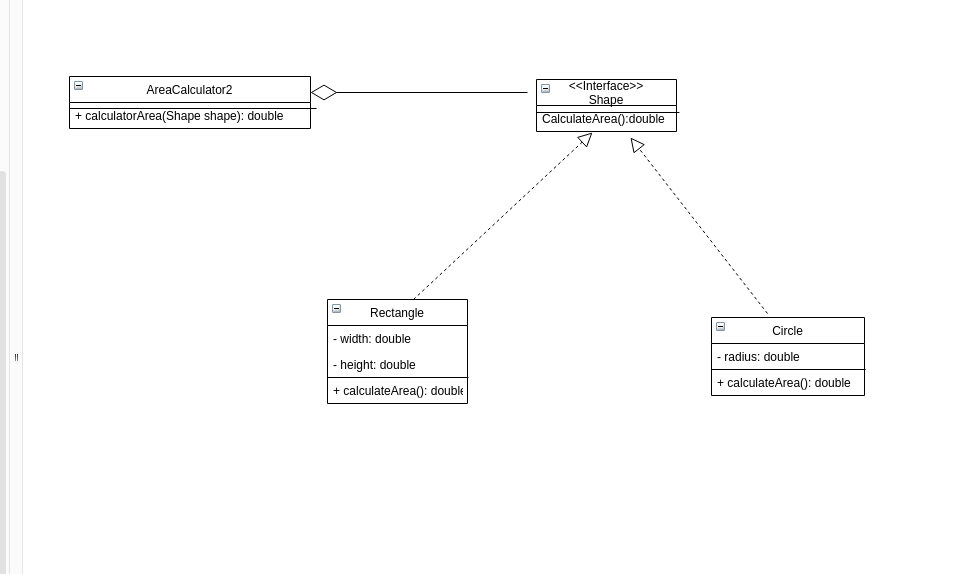 AreaCalculator2
+ calculatorArea(Shape shape): double
<<Interface>>
Shape
CalculateArea():double
Rectangle
- width: double
- height: double
+ calculateArea(): double
Circle
- radius: double
+ calculateArea(): double